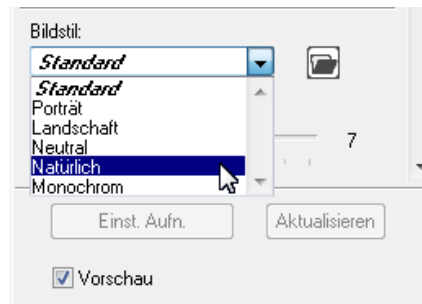 Bildstil:
Standard
Standard
Porträt
Landschaft
Neutral
7
Natürlich
Monochrom
Einst. Aufn.
Aktualisieren
Vorschau